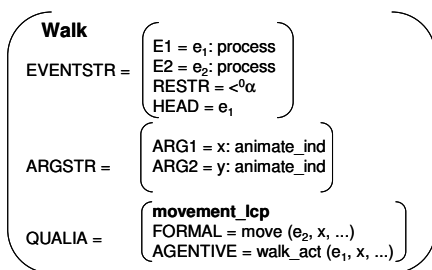 Walk
E1 = e₁: process
EVENTSTR = E2 = e₂: process
RESTR = <⁰α
HEAD = e₁
ARG1 = x: animate_ind
ARGSTR = ARG2 = y: animate_ind
movement_lcp
FORMAL = move (e₂, x, ...)
QUALIA = AGENTIVE = walk_act (e₁, x, ...)